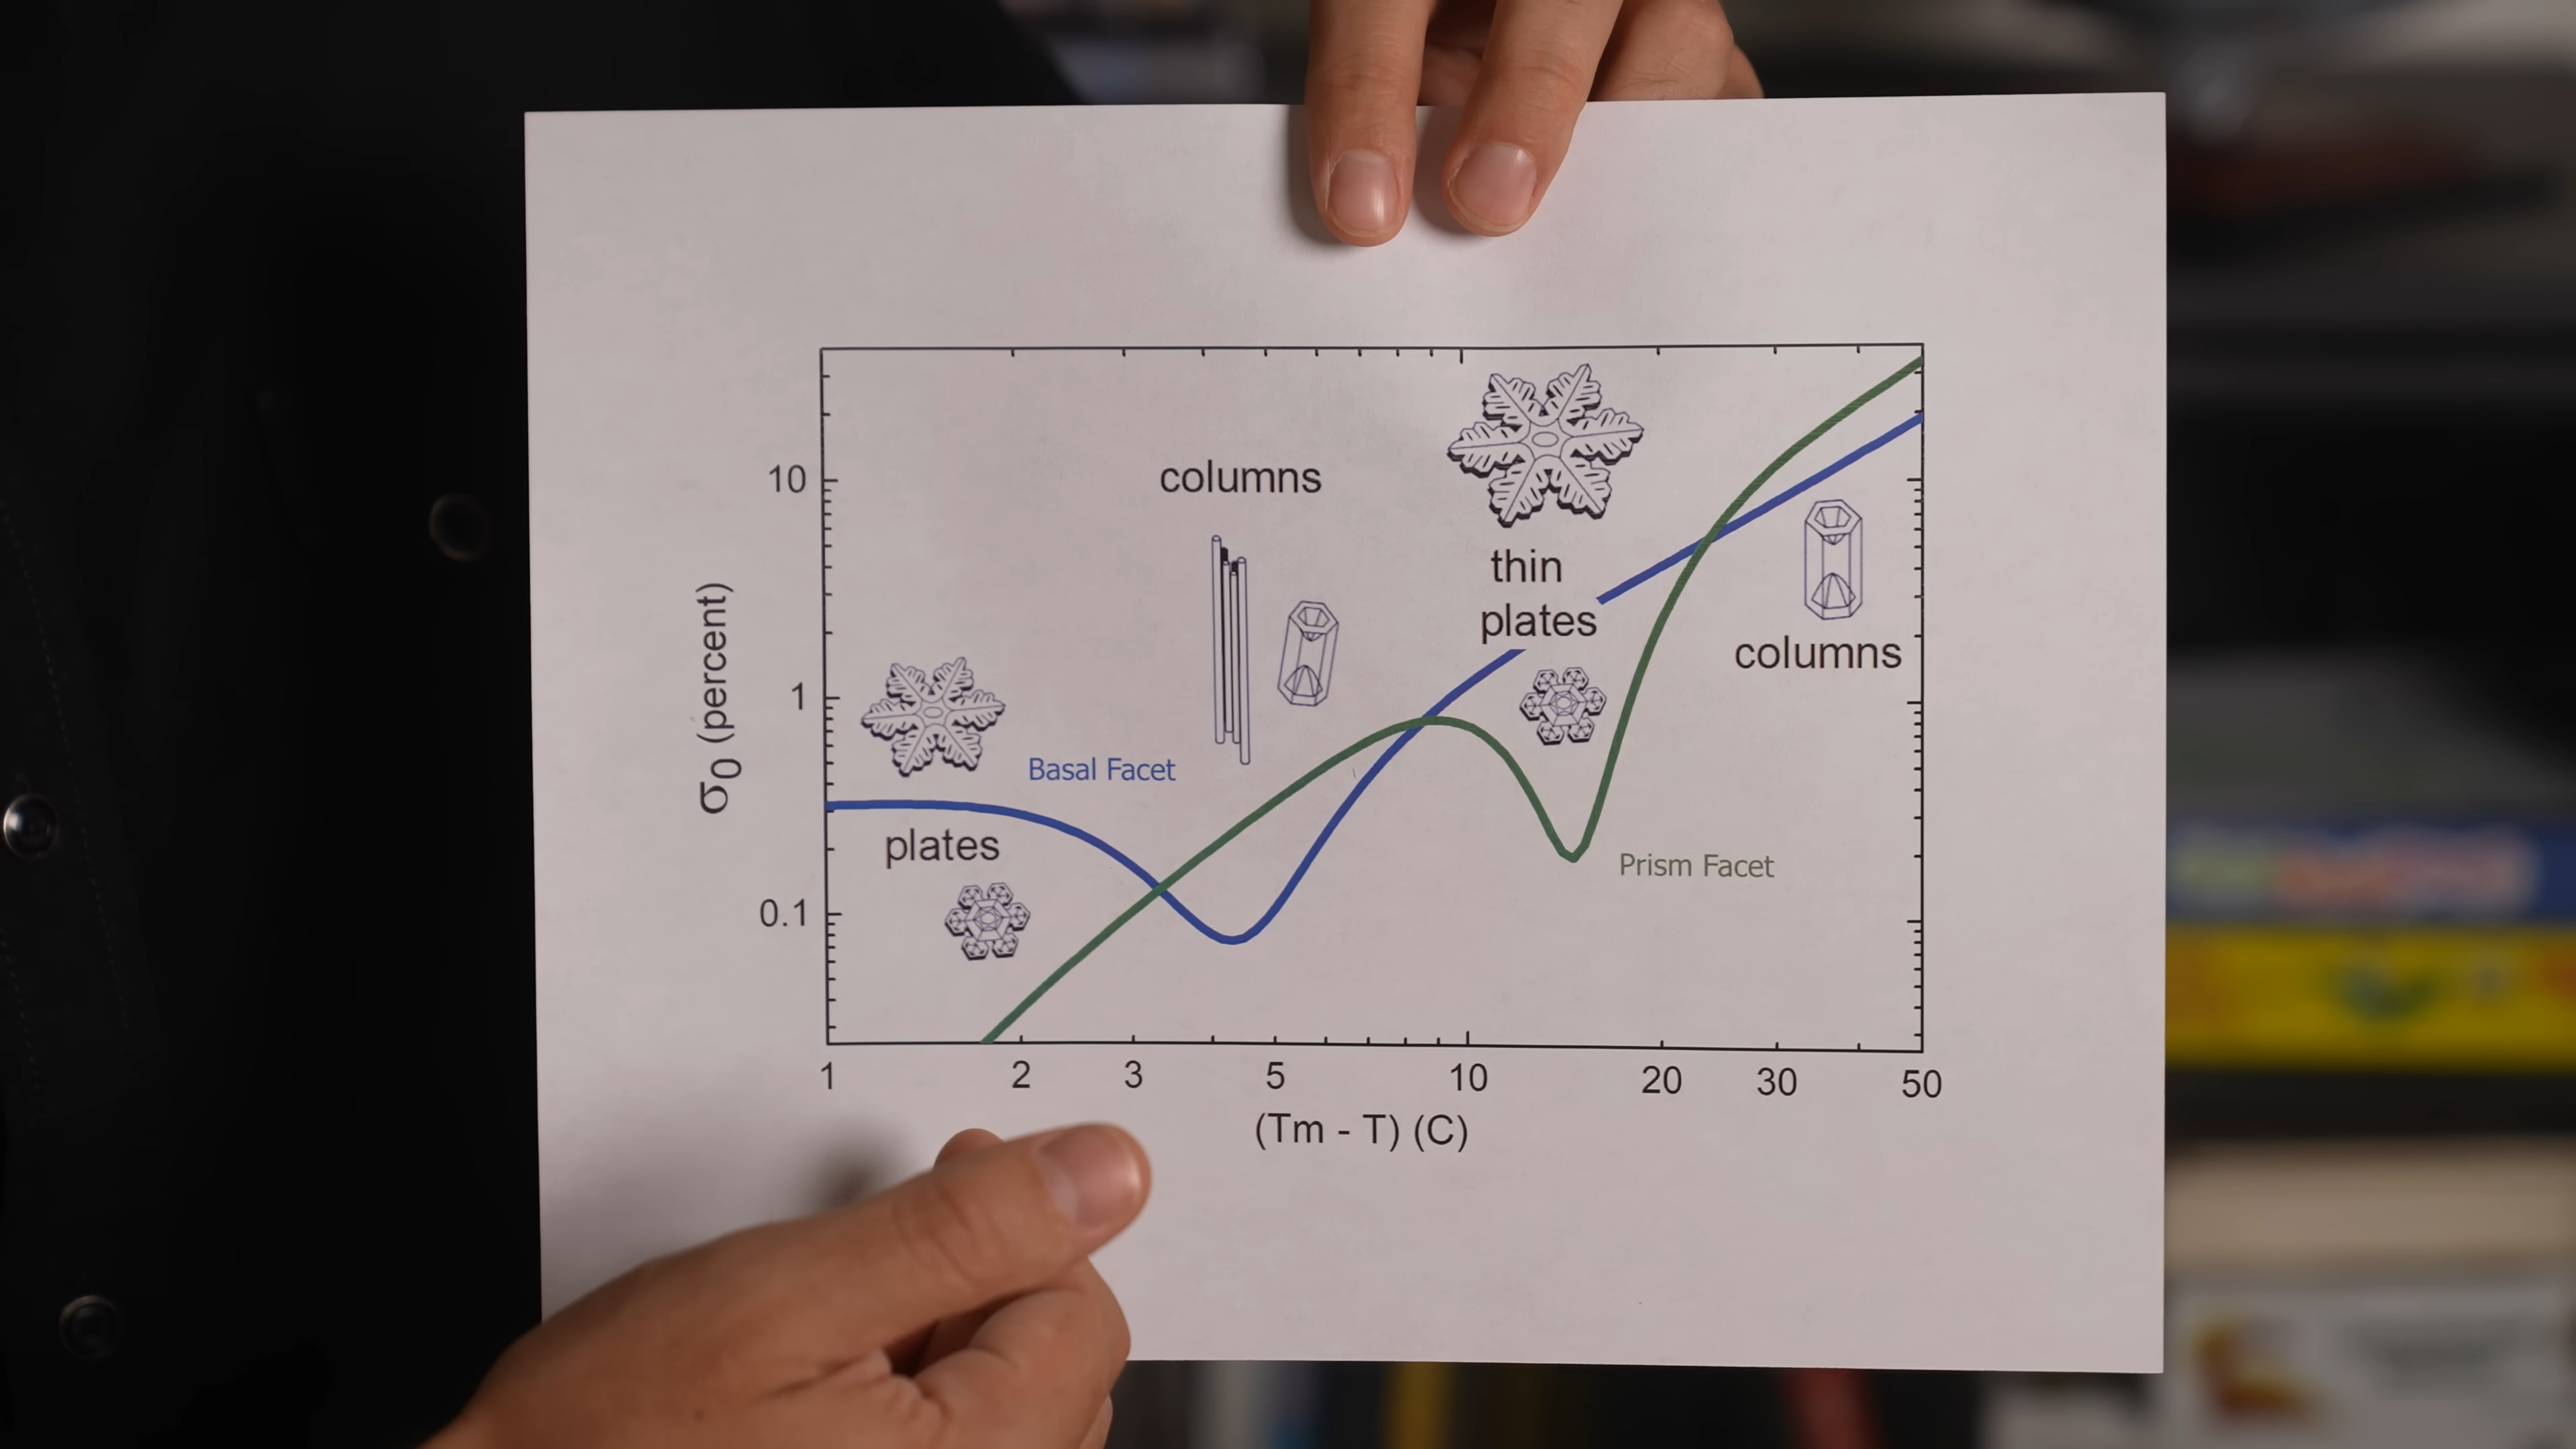 columns
thin
plates
columns
Basal Facet
plates
Prism Facet
σ0 (percent)
10
1
0.1
1 2 3 5 10 20 30 50
(Tm - T) (C)